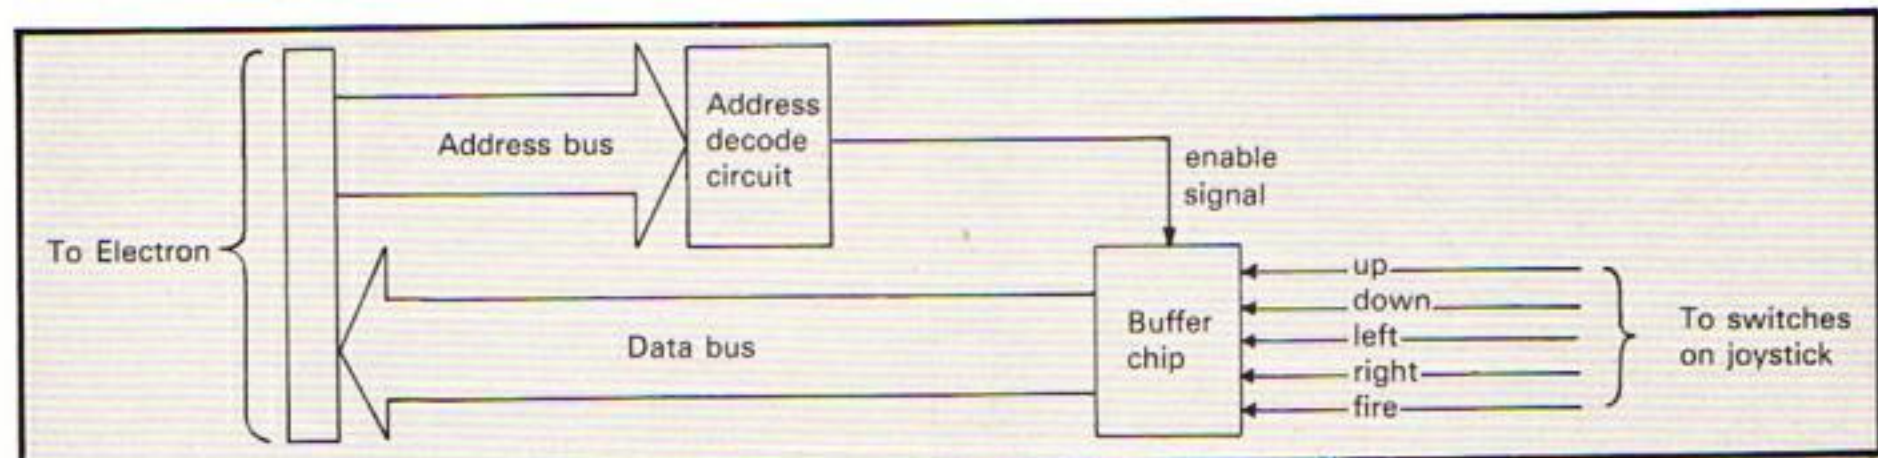 To Electron
Address bus
Address
decode
circuit
enable
signal
Data bus
Buffer
chip
up
down
left
right
fire
To switches
on joystick